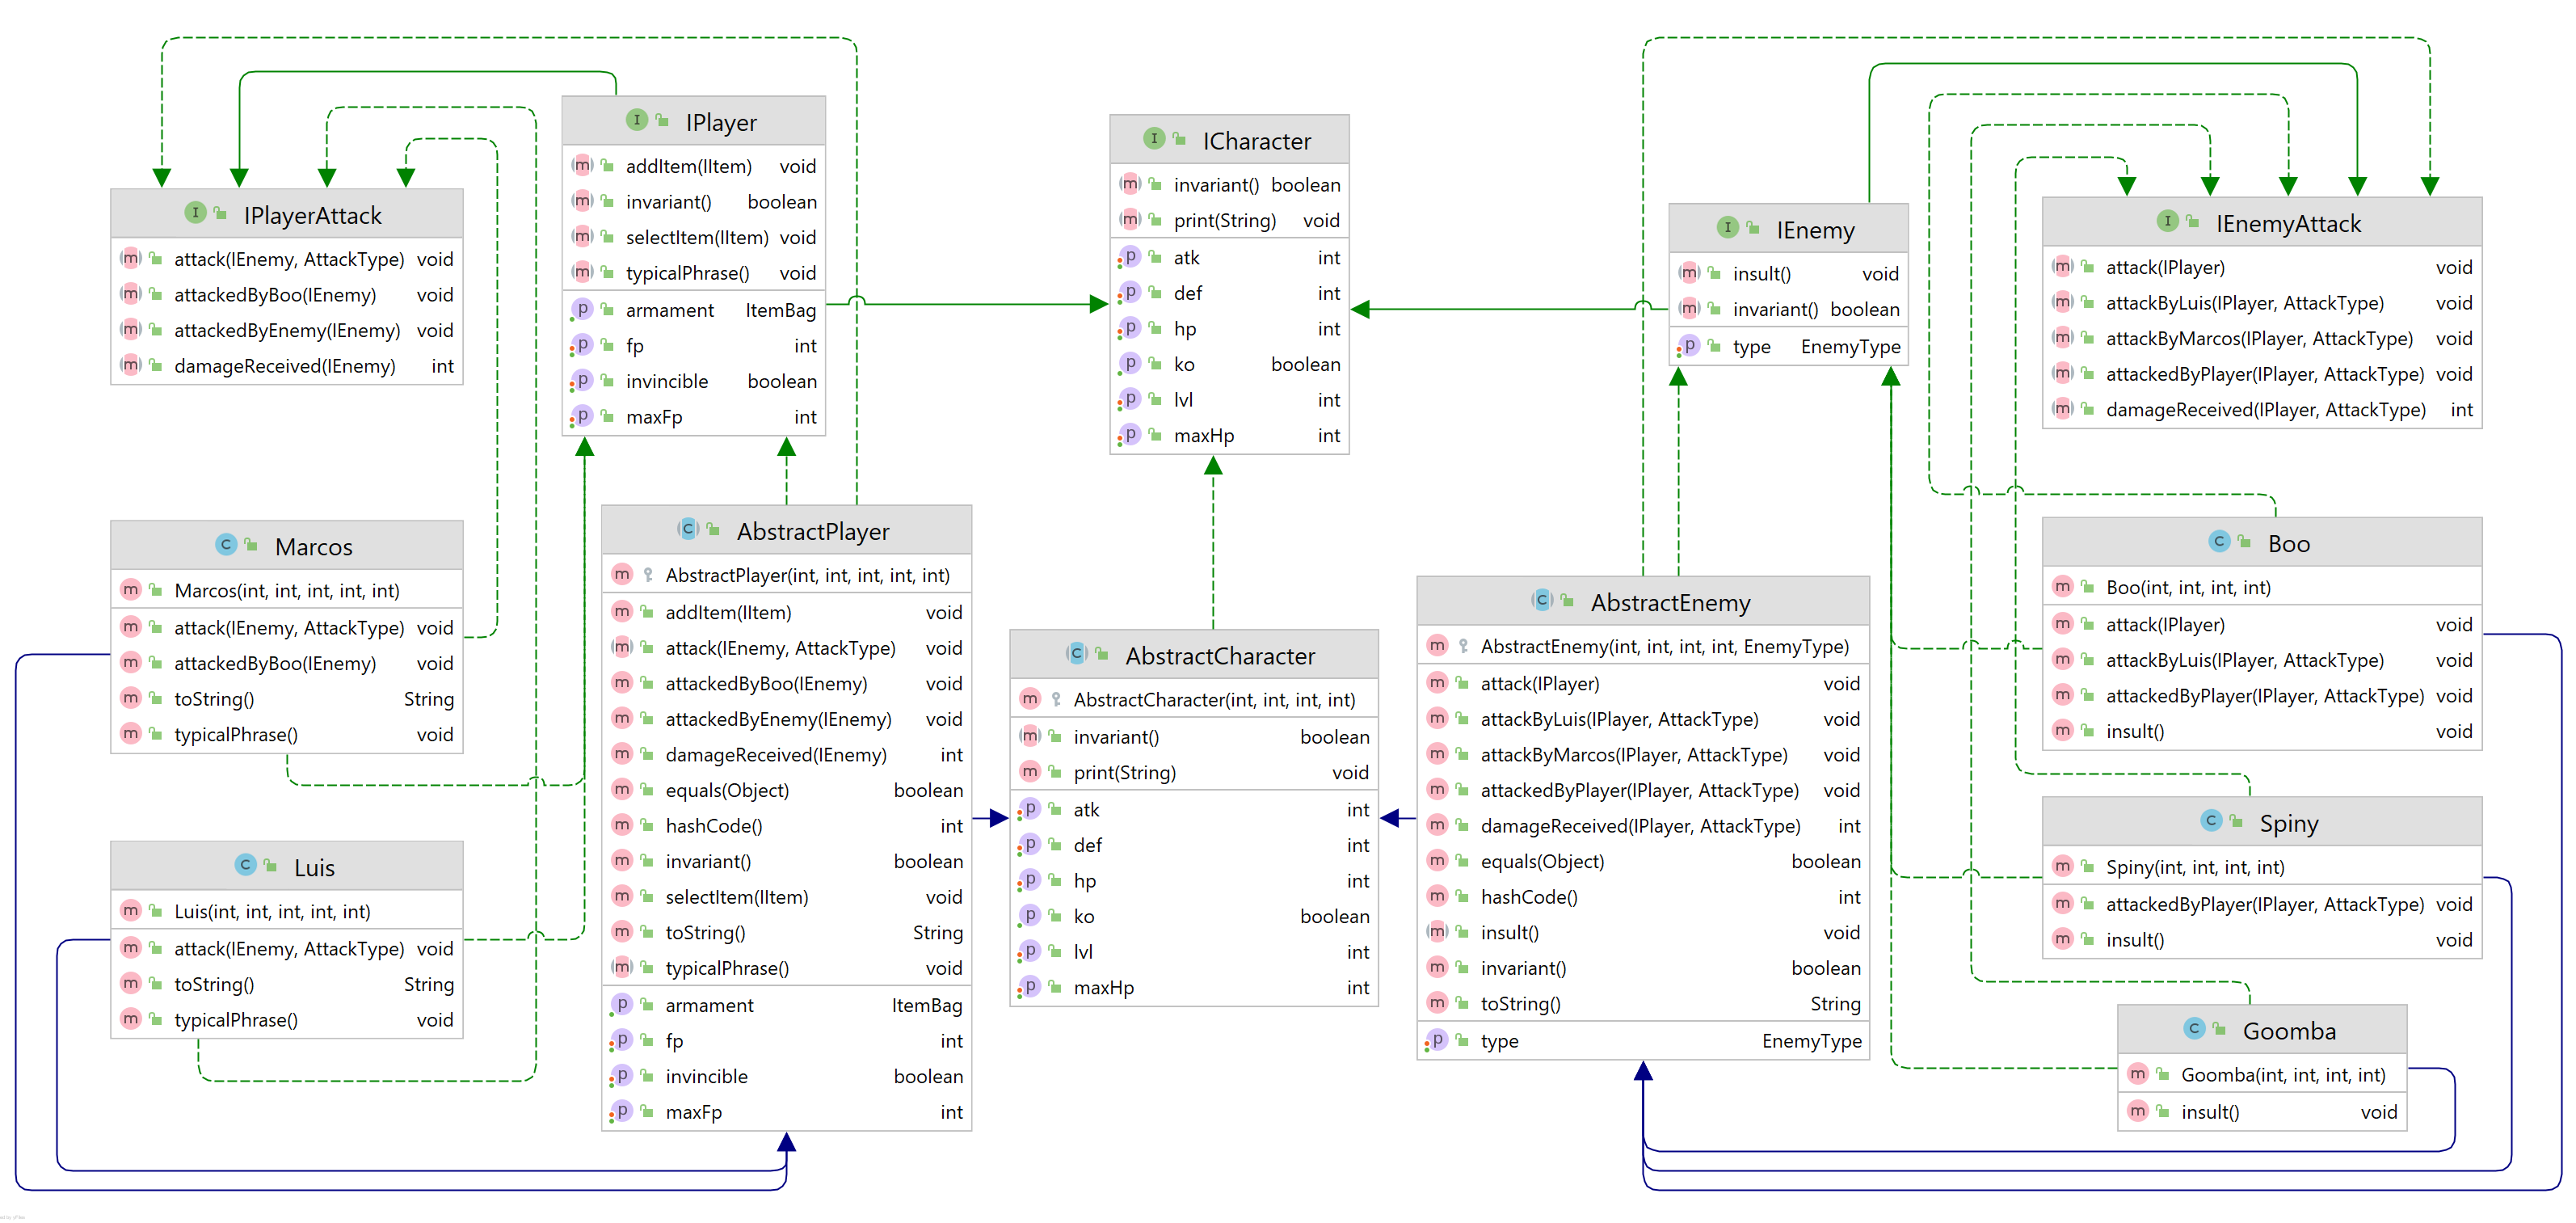 IPlayer
addItem(IItem) void
invariant() boolean
selectItem(IItem) void
typicalPhrase() void
armament ItemBag
fp int
invincible boolean
maxFp int
ICharacter
invariant() boolean
print(String) void
atk int
def int
hp int
ko boolean
lvl int
maxHp int
IPlayerAttack
attack(IEnemy, AttackType) void
attackedByBoo(IEnemy) void
attackedByEnemy(IEnemy) void
damageReceived(IEnemy) int
IEnemy
insult() void
invariant() boolean
type EnemyType
IEnemyAttack
attack(IPlayer) void
attackByLuis(IPlayer, AttackType) void
attackByMarcos(IPlayer, AttackType) void
attackedByPlayer(IPlayer, AttackType) void
damageReceived(IPlayer, AttackType) int
Marcos
Marcos(int, int, int, int, int)
attack(IEnemy, AttackType) void
attackedByBoo(IEnemy) void
toString() String
typicalPhrase() void
Luis
Luis(int, int, int, int, int)
attack(IEnemy, AttackType) void
toString() String
typicalPhrase() void
AbstractPlayer
AbstractPlayer(int, int, int, int, int)
addItem(IItem) void
attack(IEnemy, AttackType) void
attackedByBoo(IEnemy) void
attackedByEnemy(IEnemy) void
damageReceived(IEnemy) int
equals(Object) boolean
hashCode() int
invariant() boolean
selectItem(IItem) void
toString() String
typicalPhrase() void
armament ItemBag
fp int
invincible boolean
maxFp int
AbstractCharacter
AbstractCharacter(int, int, int, int)
invariant() boolean
print(String) void
atk int
def int
hp int
ko boolean
lvl int
maxHp int
AbstractEnemy
AbstractEnemy(int, int, int, int, EnemyType)
attack(IPlayer) void
attackByLuis(IPlayer, AttackType) void
attackByMarcos(IPlayer, AttackType) void
attackedByPlayer(IPlayer, AttackType) void
damageReceived(IPlayer, AttackType) int
equals(Object) boolean
hashCode() int
insult() void
invariant() boolean
toString() String
type EnemyType
Boo
Boo(int, int, int, int)
attack(IPlayer) void
attackByLuis(IPlayer, AttackType) void
attackedByPlayer(IPlayer, AttackType) void
insult() void
Spiny
Spiny(int, int, int, int)
attackedByPlayer(IPlayer, AttackType) void
insult() void
Goomba
Goomba(int, int, int, int)
insult() void